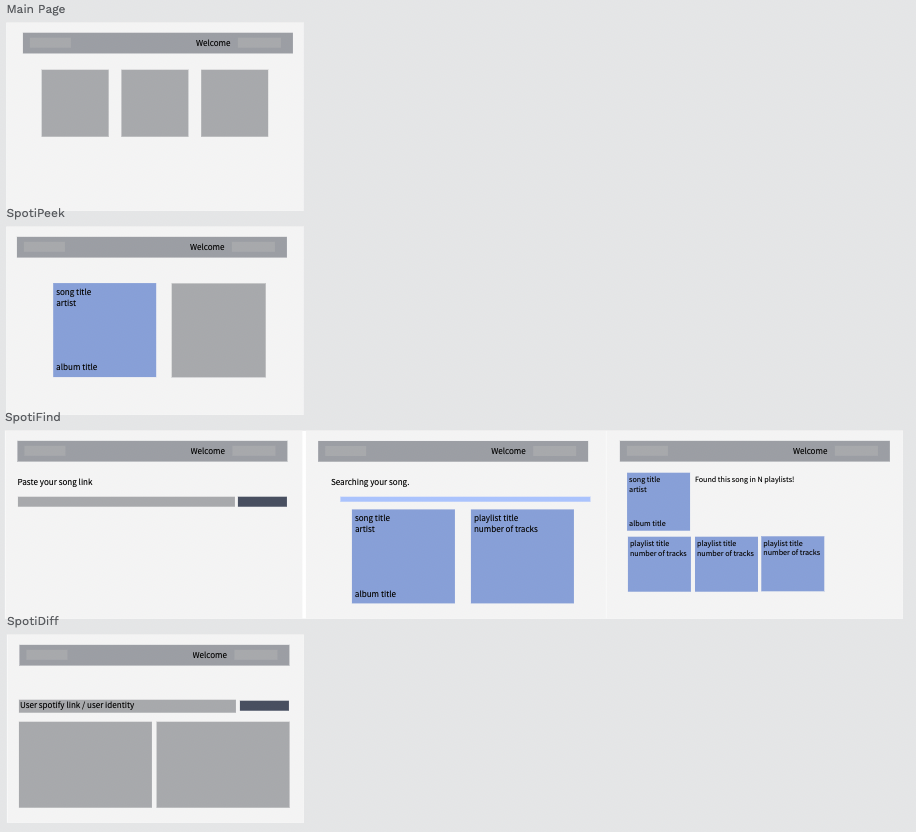 Main Page
Welcome
SpotiPeek
Welcome
song title
artist
album title
SpotiFind
Welcome
Paste your song link
Welcome
Searching your song.
song title
artist
album title
playlist title
number of tracks
Welcome
song title
artist
album title
Found this song in N playlists!
playlist title
number of tracks
playlist title
number of tracks
playlist title
number of tracks
SpotiDiff
Welcome
User spotify link / user identity